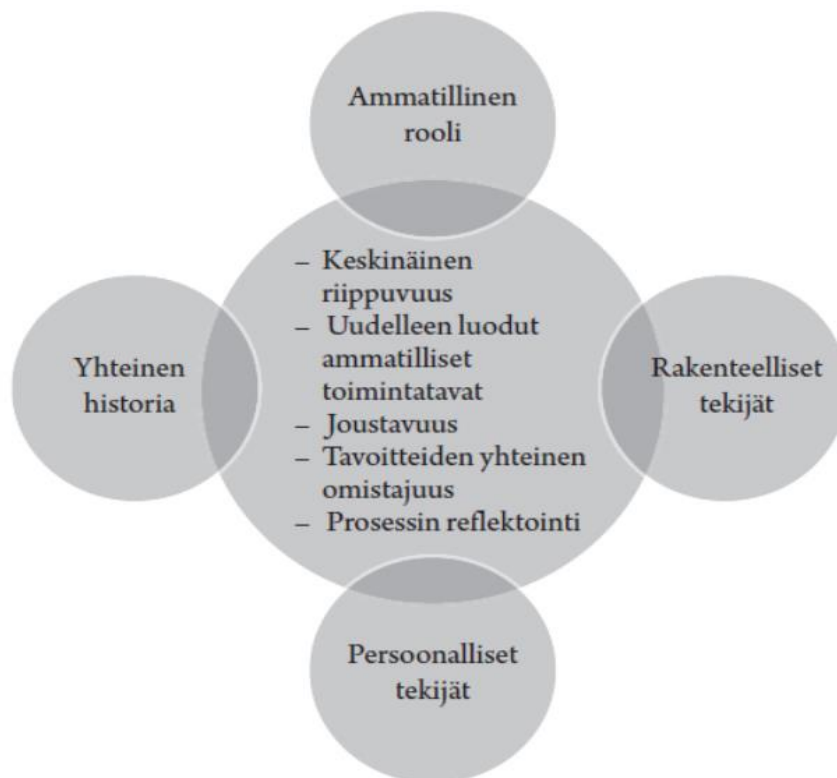 Ammatillinen
rooli
– Keskinäinen
riippuvuus
– Uudelleen luodut
ammatilliset
toimintatavat
– Joustavuus
– Tavoitteiden yhteinen
omistajuus
– Prosessin reflektointi
Yhteinen
historia
Rakenteelliset
tekijät
Persoonalliset
tekijät